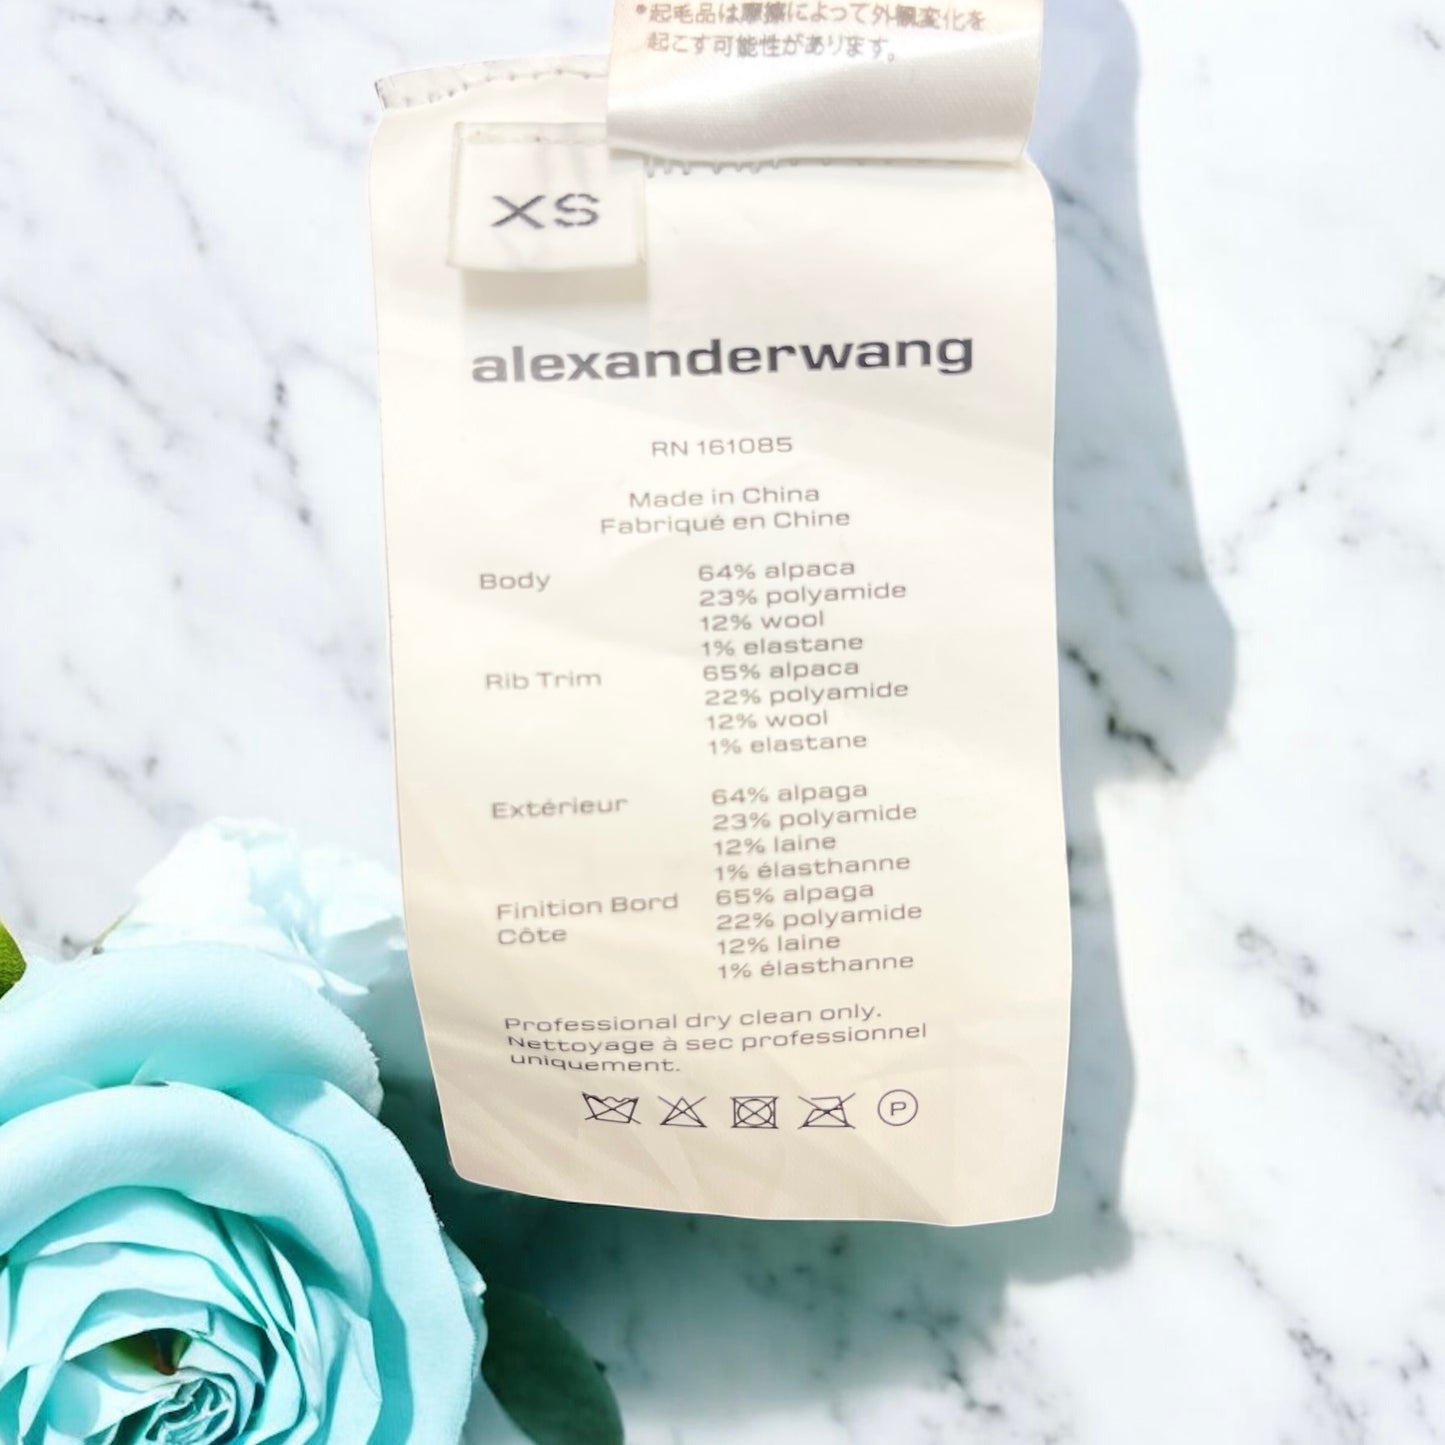 *起毛品は摩擦によって外観変化を
起こす可能性があります。
XS
alexanderwang
RN 161085
Made in China
Fabriqué en Chine
Body 64% alpaca
23% polyamide
12% wool
1% elastane
Rib Trim 65% alpaca
22% polyamide
12% wool
1% elastane
Extérieur 64% alpaga
23% polyamide
12% laine
1% élasthanne
Finition Bord 65% alpaga
Côte 22% polyamide
12% laine
1% élasthanne
Professional dry clean only.
Nettoyage à sec professionnel
uniquement.
P